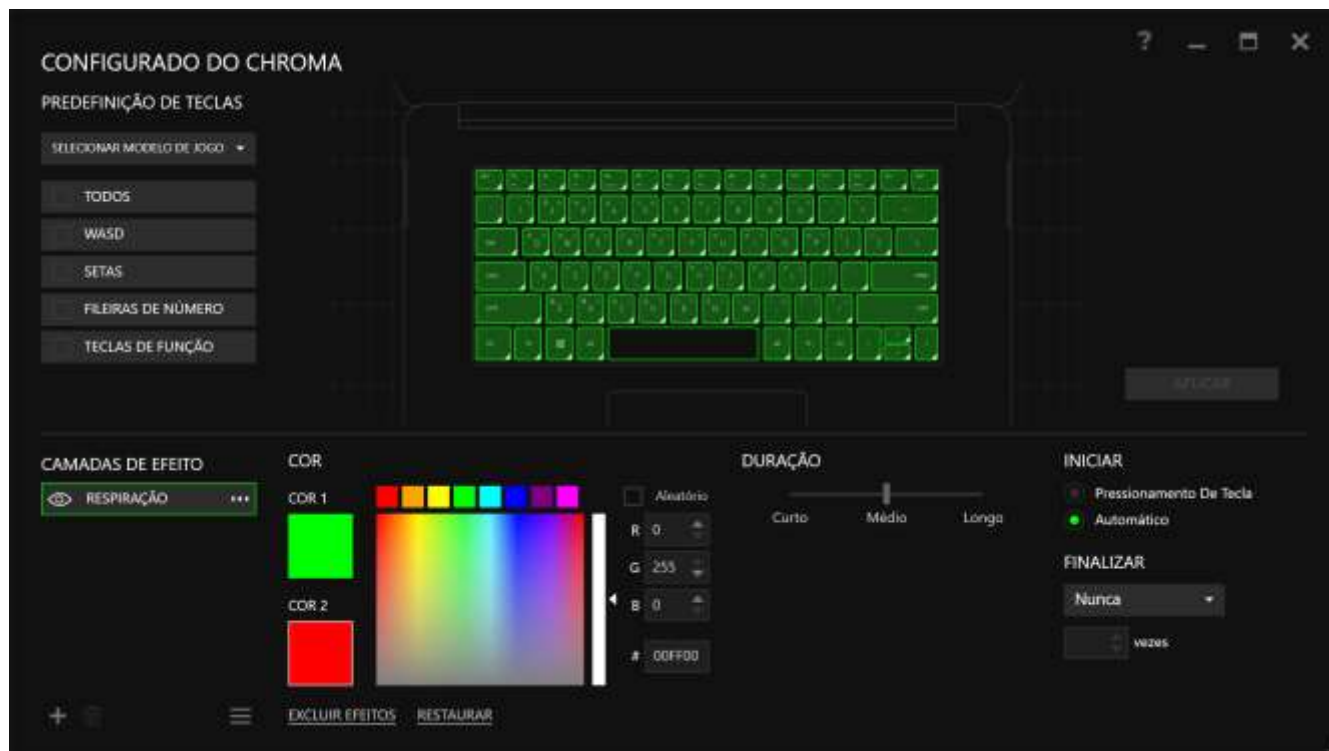 CONFIGURADO DO CHROMA
?
PREDEFINIÇÃO DE TECLAS
SELECIONAR MODELO DE JOGO
TODOS
WASD
SETAS
FILEIRAS DE NÚMERO
TECLAS DE FUNÇÃO
APLICAR
CAMADAS DE EFEITO
RESPIRAÇÃO
COR
COR 1
COR 2
Aleatório
R 0
G 255
B 0
# 00FF00
EXCLUIR EFEITOS RESTAURAR
DURAÇÃO
Curto Médio Longo
INICIAR
Pressionamento De Tecla
Automático
FINALIZAR
Nunca
vezes